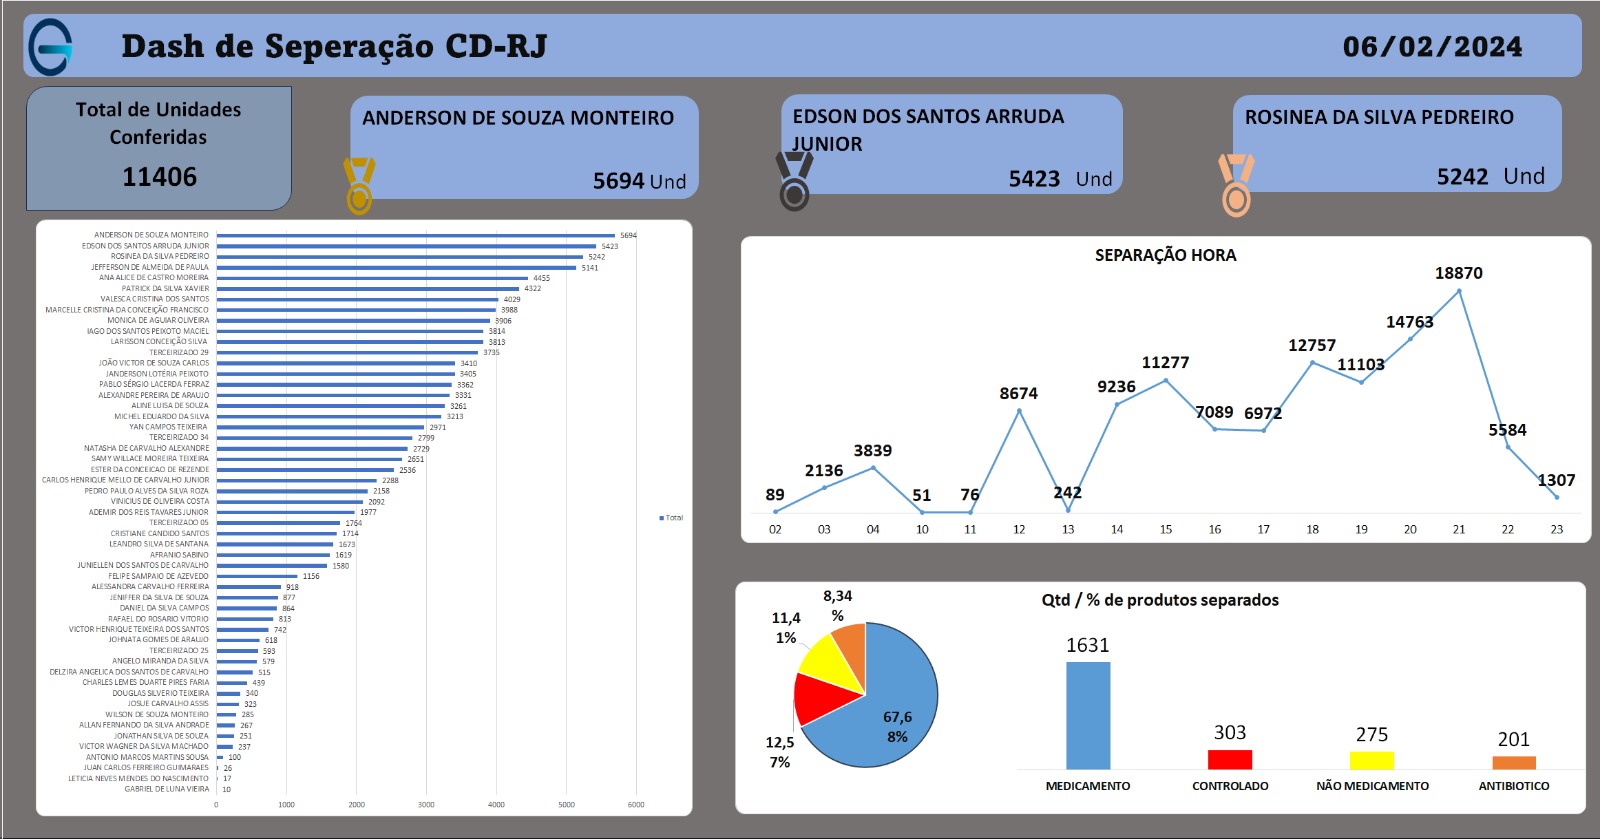 Dash de Seperação CD-RJ
06/02/2024
Total de Unidades
Conferidas
11406
ANDERSON DE SOUZA MONTEIRO
5694 Und
EDSON DOS SANTOS ARRUDA
JUNIOR
5423 Und
ROSINEA DA SILVA PEDREIRO
5242 Und
ANDERSON DE SOUZA MONTEIRO 5694
EDSON DOS SANTOS ARRUDA JUNIOR 5423
ROSINEA DA SILVA PEDREIRO 5242
JEFFERSON DE ALMEIDA DE PAULA 5141
ANA ALICE DE CASTRO MOREIRA 4455
PATRICK DA SILVA XAVIER 4322
VALESCA CRISTINA DOS SANTOS 4029
MARCELLE CRISTINA DA CONCEIÇÃO FRANCISCO 3988
MONICA DE AGUIAR OLIVEIRA 3906
IAGO DOS SANTOS PEIXOTO MACIEL 3814
LARISSON CONCEIÇÃO SILVA 3813
TERCEIRIZADO 29 3735
JOÃO VICTOR DE SOUZA CARLOS 3410
JANDERSON LOTÉRIA PEIXOTO 3405
PABLO SÉRGIO LACERDA FERRAZ 3362
ALEXANDRE PEREIRA DE ARAUJO 3331
ALINE LUISA DE SOUZA 3261
MICHEL EDUARDO DA SILVA 3213
YAN CAMPOS TEIXEIRA 2971
TERCEIRIZADO 34 2799
NATASHA DE CARVALHO ALEXANDRE 2729
SAMY WILLACE MOREIRA TEIXEIRA 2651
ESTER DA CONCEICAO DE REZENDE 2536
CARLOS HENRIQUE MELLO DE CARVALHO JUNIOR 2288
PEDRO PAULO ALVES DA SILVA ROZA 2158
VINICIUS DE OLIVEIRA COSTA 2092
ADEMIR DOS REIS TAVARES JUNIOR 1977
TERCEIRIZADO 05 1764
CRISTIANE CANDIDO SANTOS 1714
LEANDRO SILVA DE SANTANA 1673
AFRANIO SABINO 1619
JUNIELLEN DOS SANTOS DE CARVALHO 1580
FELIPE SAMPAIO DE AZEVEDO 1156
ALESSANDRA CARVALHO FERREIRA 918
JENIFFER DA SILVA DE SOUZA 877
DANIEL DA SILVA CAMPOS 864
RAFAEL DO ROSARIO VITORIO 813
VICTOR HENRIQUE TEIXEIRA DOS SANTOS 742
JOHNATA GOMES DE ARAUJO 618
TERCEIRIZADO 25 593
ANGELO MIRANDA DA SILVA 579
DELZIRA ANGELICA DOS SANTOS DE CARVALHO 515
CHARLES LEMES DUARTE PIRES FARIA 439
DOUGLAS SILVERIO TEIXEIRA 340
JOSUE CARVALHO ASSIS 323
WILSON DE SOUZA MONTEIRO 285
ALLAN FERNANDO DA SILVA ANDRADE 267
JONATHAN SILVA DE SOUZA 251
VICTOR WAGNER DA SILVA MACHADO 237
ANTONIO MARCOS MARTINS SOUSA 100
JUAN CARLOS FERREIRO GUIMARAES 26
LETICIA NEVES MENDES DO NASCIMENTO 17
GABRIEL DE LUNA VIEIRA 10
0 1000 2000 3000 4000 5000 6000
Total
SEPARAÇÃO HORA
89 2136 3839 51 76 8674 242 9236 11277 7089 6972 12757 11103 14763 18870 5584 1307
02 03 04 10 11 12 13 14 15 16 17 18 19 20 21 22 23
Qtd / % de produtos separados
8,34
%
11,4
1%
12,5
7%
67,6
8%
1631 303 275 201
MEDICAMENTO CONTROLADO NÃO MEDICAMENTO ANTIBIOTICO